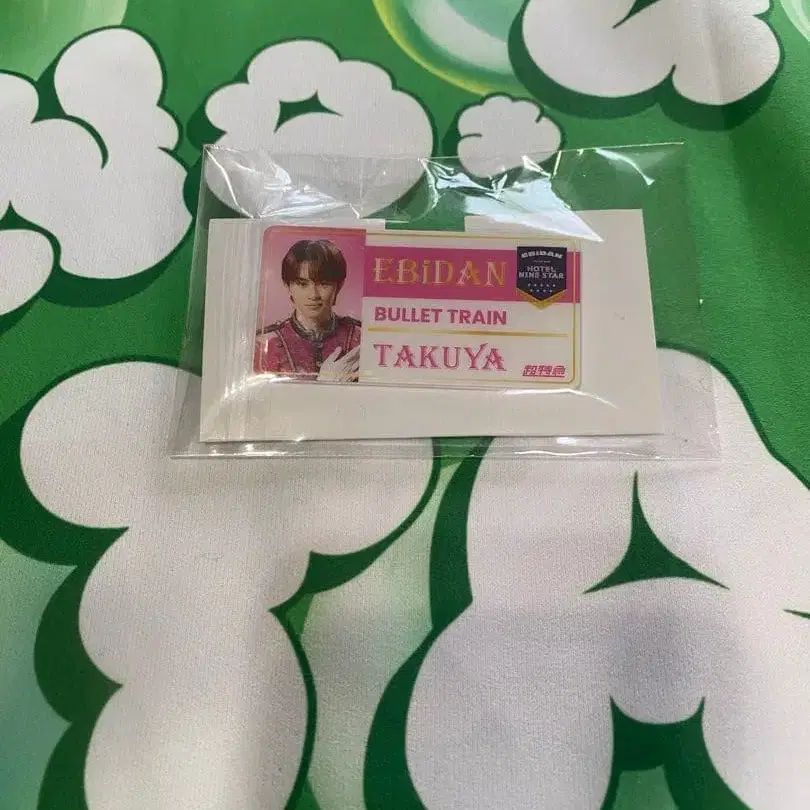 EBiDAN
EBiDAN
HOTEL
NINE STAR
BULLET TRAIN
TAKUYA
超特急